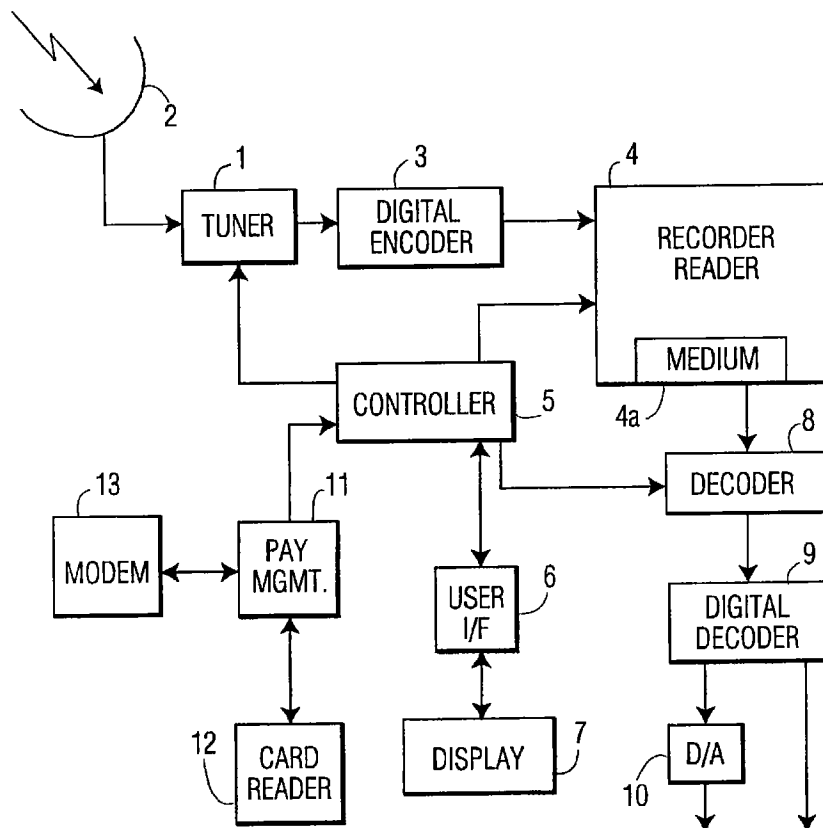 2
1
TUNER
3
DIGITAL
ENCODER
4
RECORDER
READER
MEDIUM
4a
CONTROLLER
5
8
DECODER
13
MODEM
11
PAY
MGMT.
6
USER
I/F
9
DIGITAL
DECODER
12
CARD
READER
DISPLAY
7
D/A
10